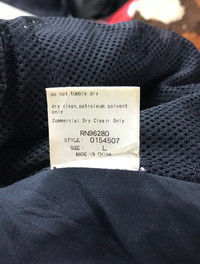 do not tumble dry
dry clean,petroleum solvent
only
Commercial Dry Clean Only
RN96280
STYLE 0154507
SIZE L
MADE IN CHINA